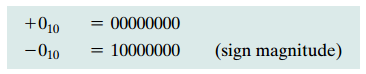 +0₁₀ = 00000000
−0₁₀ = 10000000 (sign magnitude)